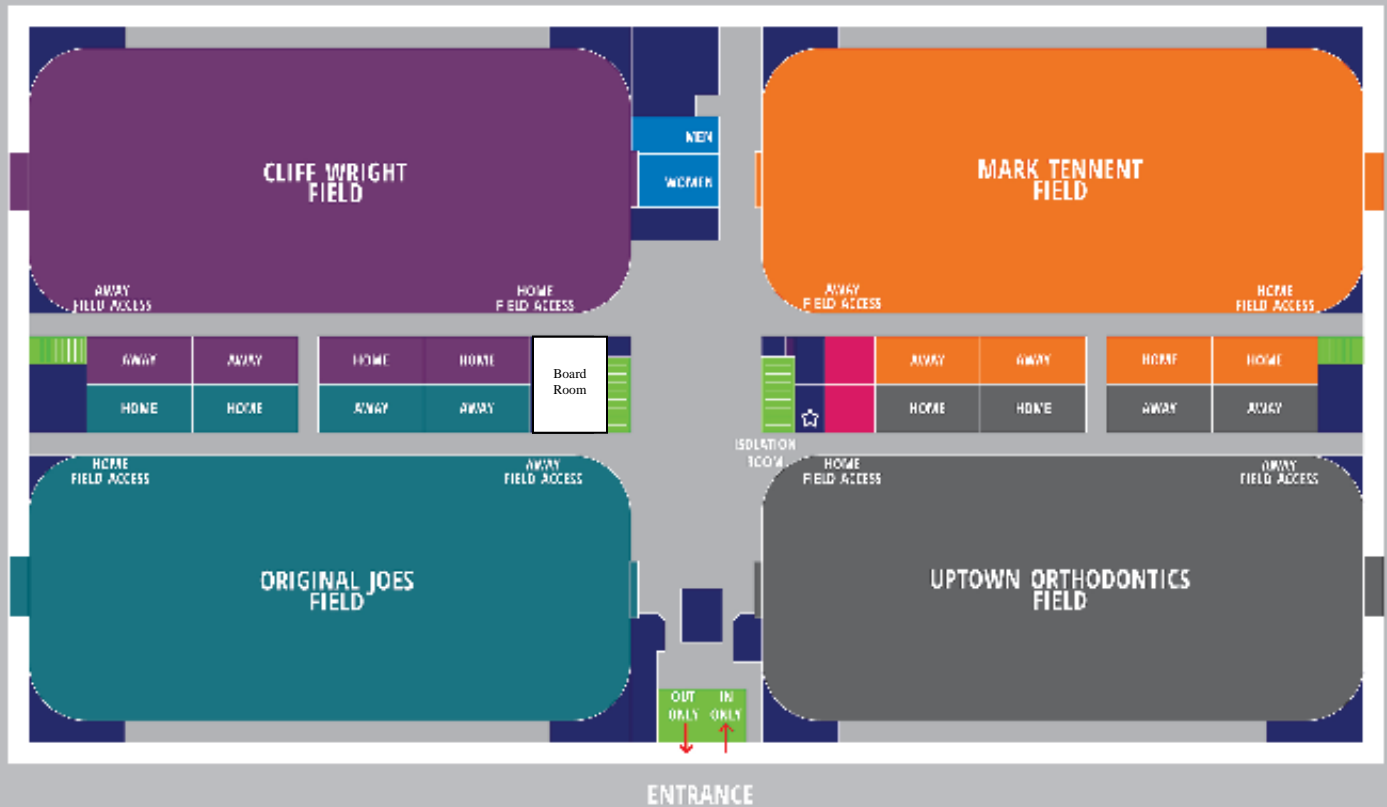 MEN
CLIFF WRIGHT
FIELD
WOMEN
MARK TENNENT
FIELD
AWAY
FIELD ACCESS
HOME
FIELD ACCESS
AWAY
FIELD ACCESS
HOME
FIELD ACCESS
AWAY
AWAY
HOME
HOME
Board
Room
AWAY
AWAY
HOME
HOME
HOME
HOME
AWAY
AWAY
HOME
HOME
AWAY
AWAY
ISOLATION
ROOM
HOME
FIELD ACCESS
AWAY
FIELD ACCESS
HOME
FIELD ACCESS
AWAY
FIELD ACCESS
ORIGINAL JOES
FIELD
UPTOWN ORTHODONTICS
FIELD
OUT
ONLY
IN
ONLY
ENTRANCE